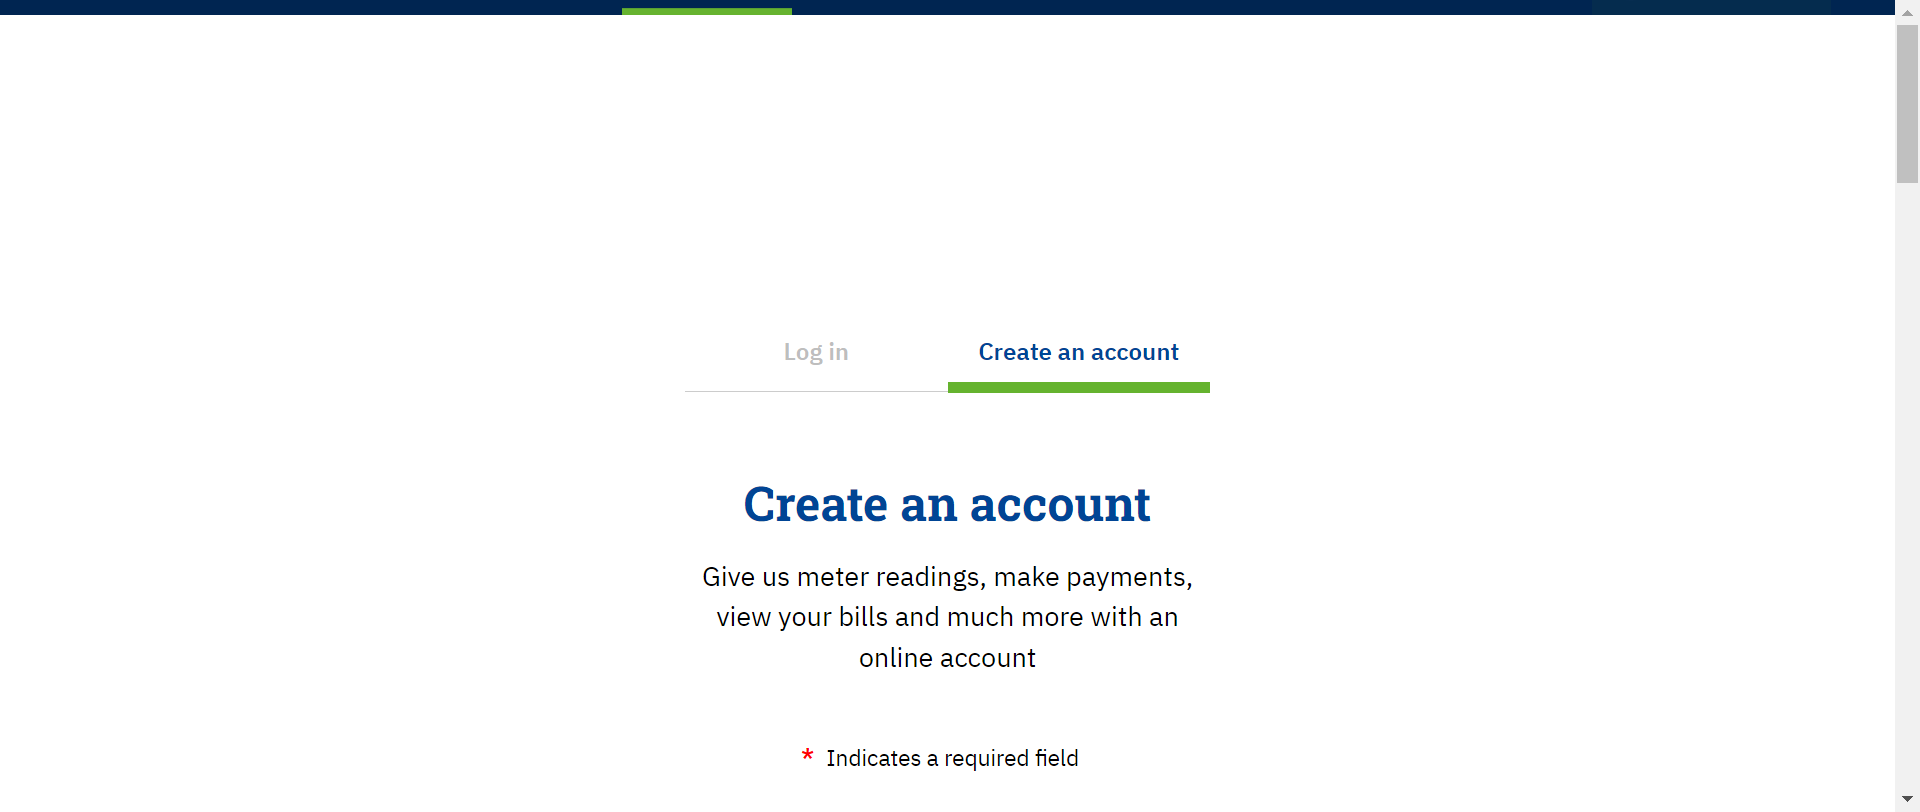 Log in
Create an account
Create an account
Give us meter readings, make payments,
view your bills and much more with an
online account
* Indicates a required field